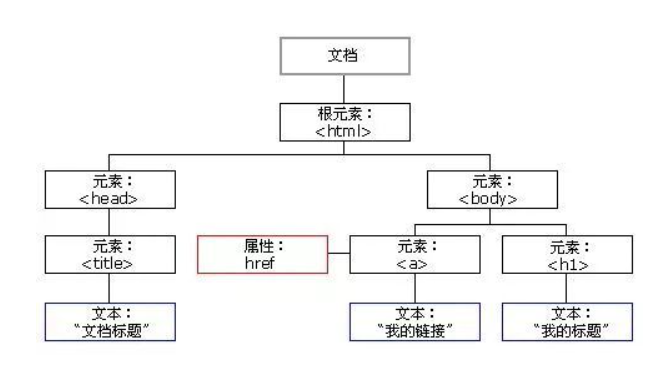 文档
根元素：
<html>
元素：
<head>
元素：
<body>
元素：
<title>
属性：
href
元素：
<a>
元素：
<h1>
文本：
“文档标题”
文本：
“我的链接”
文本：
“我的标题”